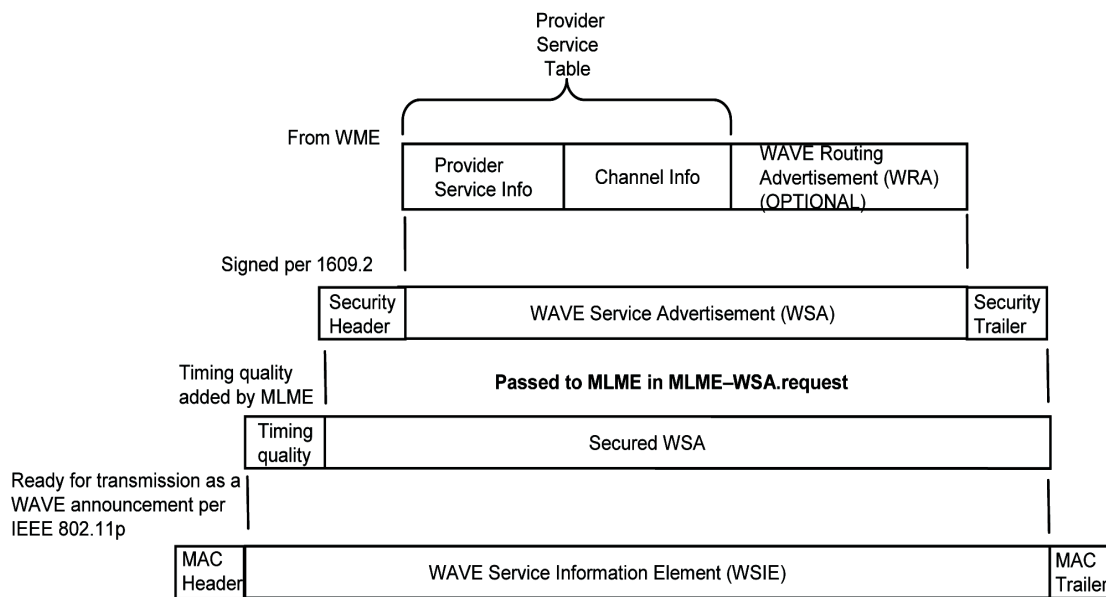 Provider
Service
Table
From WME
Provider
Service Info
Channel Info
WAVE Routing
Advertisement (WRA)
(OPTIONAL)
Signed per 1609.2
Security
Header
WAVE Service Advertisement (WSA)
Security
Trailer
Timing quality
added by MLME
Passed to MLME in MLME–WSA.request
Timing
quality
Secured WSA
Ready for transmission as a
WAVE announcement per
IEEE 802.11p
MAC
Header
WAVE Service Information Element (WSIE)
MAC
Trailer